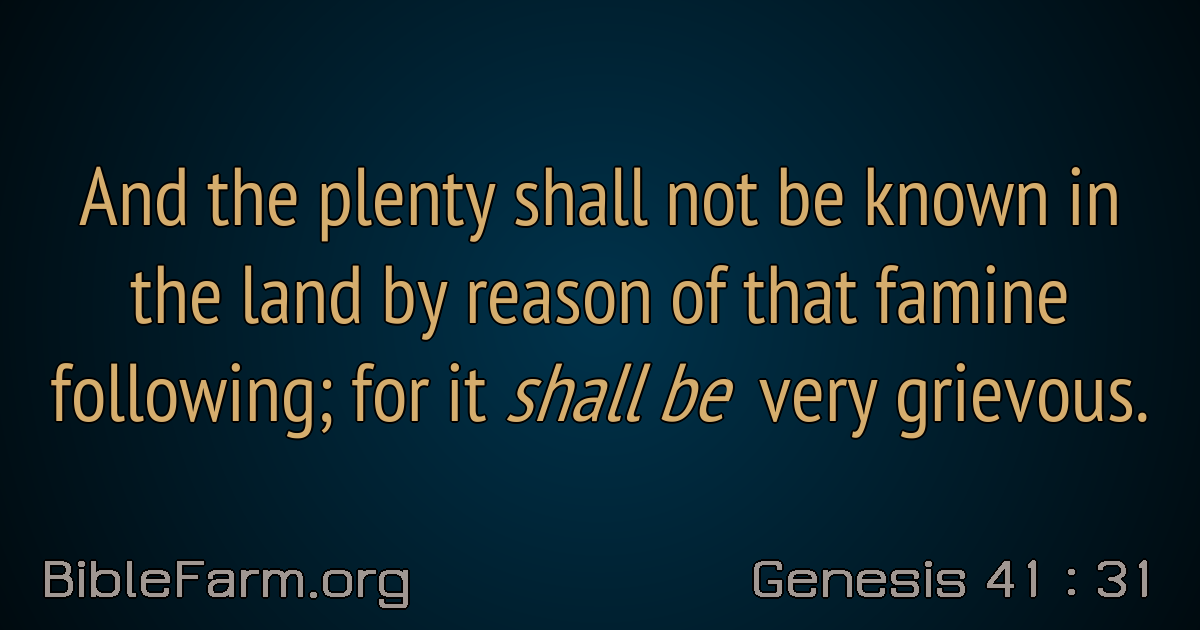 And the plenty shall not be known in
the land by reason of that famine
following; for it shall be very grievous.
BibleFarm.org
Genesis 41 : 31